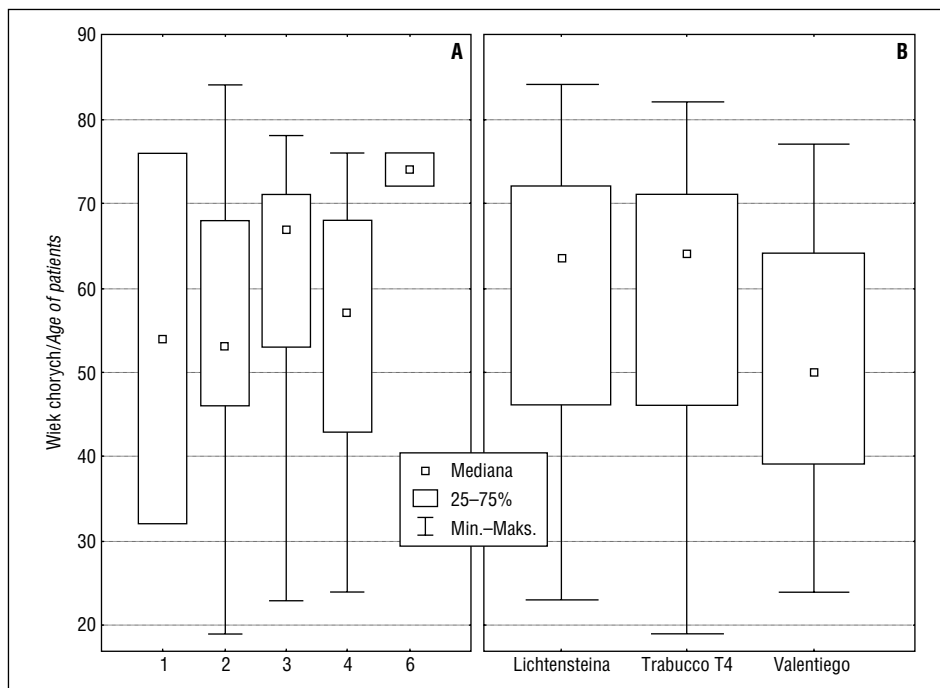 Wiek chorych/Age of patients
90
80
70
60
50
40
30
20
A
1 2 3 4 6
B
Lichtensteina Trabucco T4 Valentiego
Mediana
25–75%
Min.–Maks.